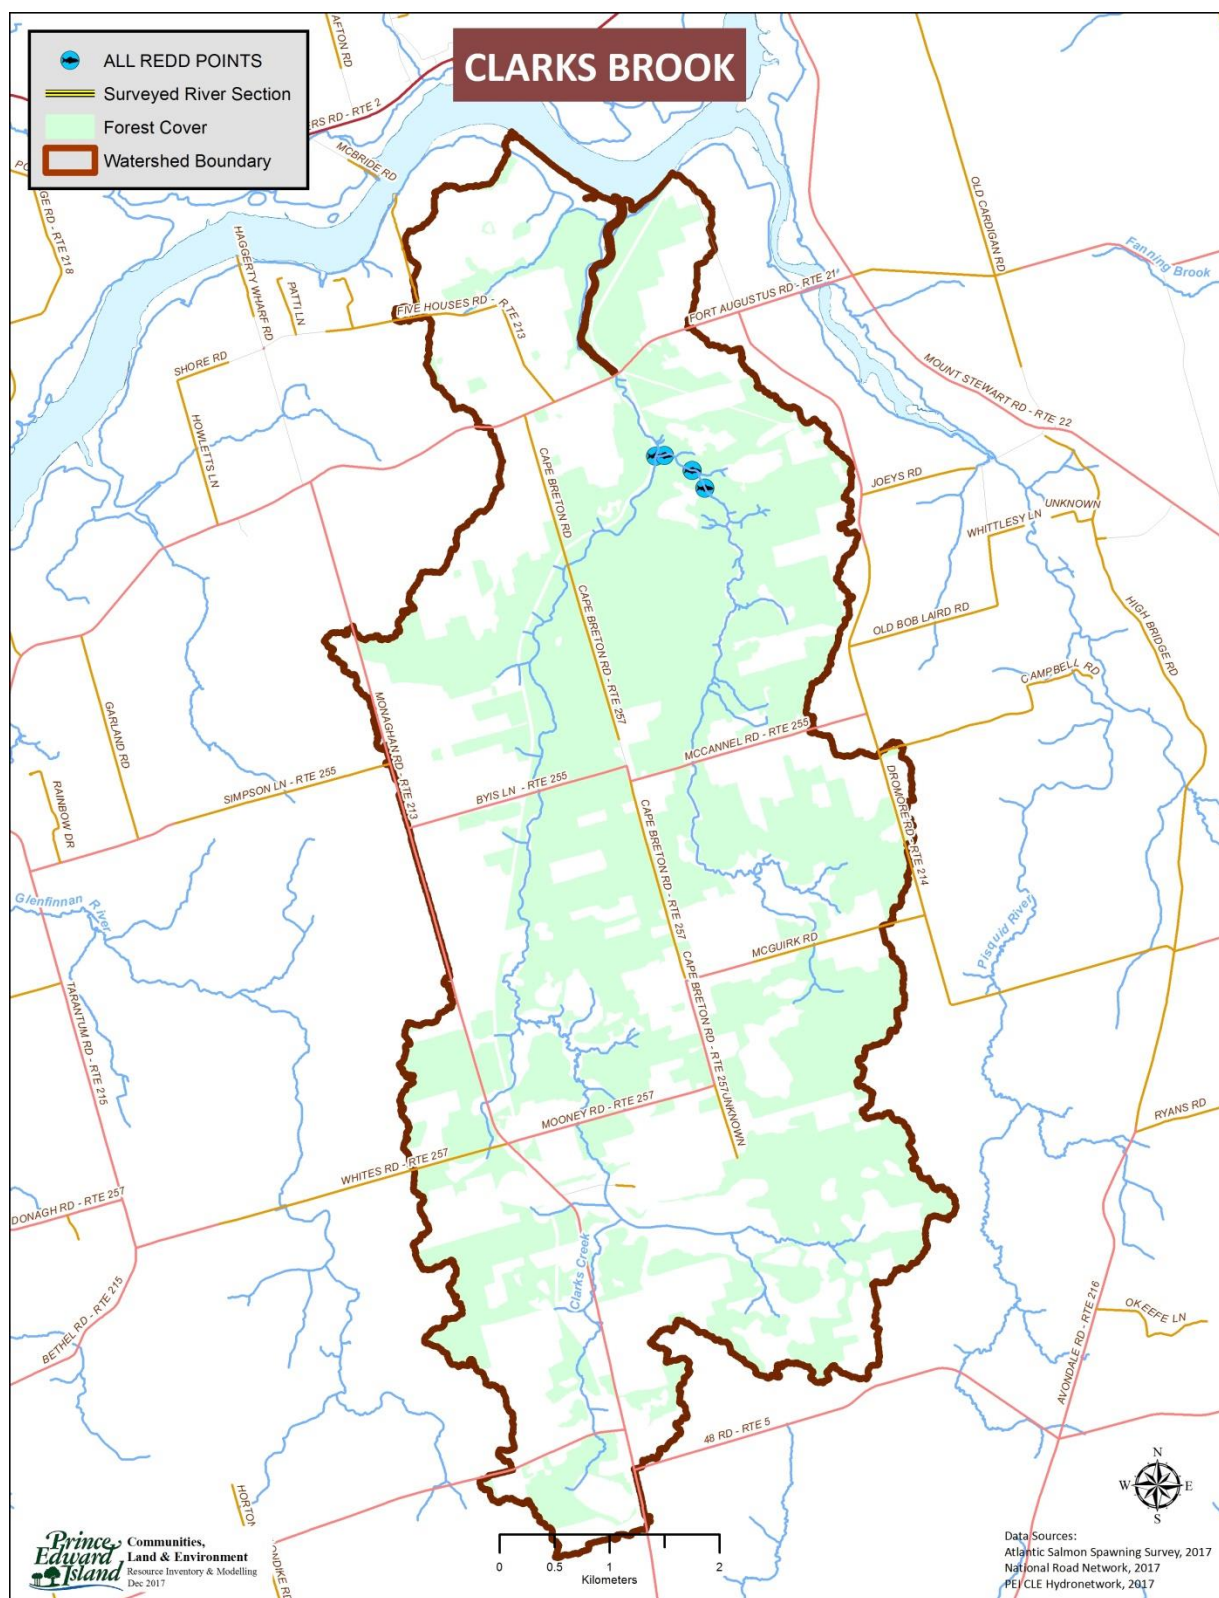 CLARKS BROOK
ALL REDD POINTS
Surveyed River Section
Forest Cover
Watershed Boundary
AFTON RD
ERS RD - RTE 2
MCBRIDE RD
GE RD - RTE 218
HAGGERTY WHARF RD
PATTI LN
FIVE HOUSES RD - RTE 213
SHORE RD
HOWLETTS LN
OLD CARDIGAN RD
Fanning Brook
FORT AUGUSTUS RD - RTE 21
MOUNT STEWART RD - RTE 22
CAPE BRETON RD
JOEYS RD
UNKNOWN
WHITTLESY LN
HIGH BRIDGE RD
OLD BOB LAIRD RD
CAMPBELL RD
CAPE BRETON RD - RTE 257
GARLAND RD
RAINBOW DR
MONAGHAN RD - RTE 213
SIMPSON LN - RTE 255
BYIS LN - RTE 255
MCCANNEL RD - RTE 255
DROMORE RD - RTE 214
CAPE BRETON RD - RTE 257
Glenfinnan River
Pisquid River
MCGUIRK RD
TARANTUM RD - RTE 215
CAPE BRETON RD - RTE 257
UNKNOWN
MOONEY RD - RTE 257
WHITES RD - RTE 257
RYANS RD
DONAGH RD - RTE 257
Clarks Creek
BETHEL RD - RTE 215
AVONDALE RD - RTE 216
OKEEFE LN
48 RD - RTE 5
HORTON
ONDIKE RD
N
W E
S
0 0.5 1 2
Kilometers
Prince
Edward
Island
Communities,
Land & Environment
Resource Inventory & Modelling
Dec 2017
Data Sources:
Atlantic Salmon Spawning Survey, 2017
National Road Network, 2017
PEI CLE Hydronetwork, 2017